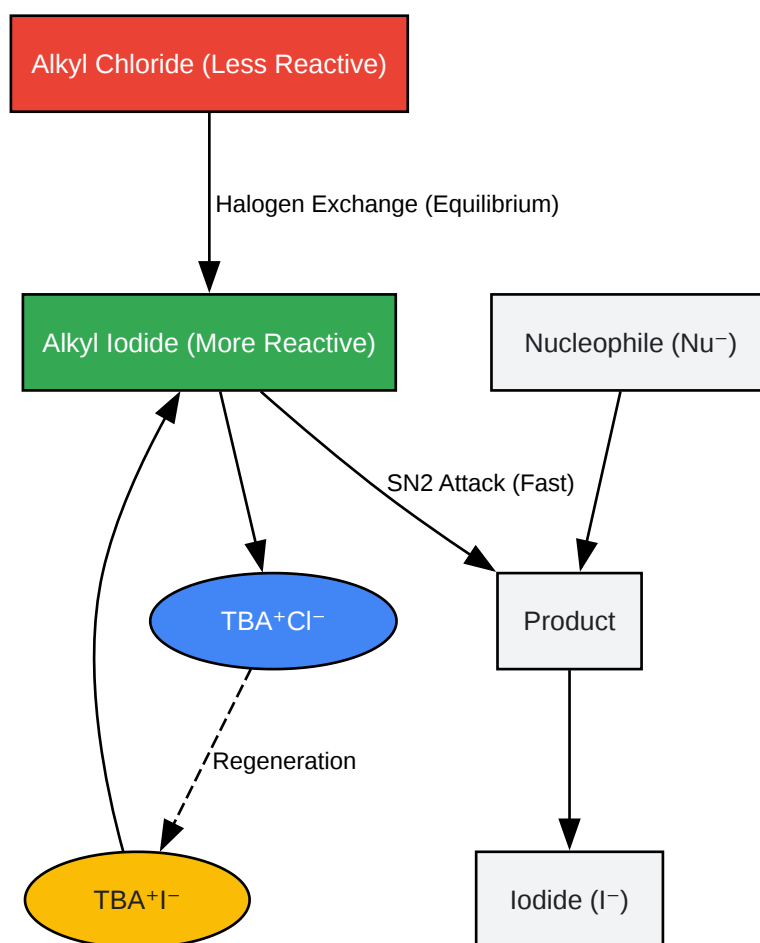 Alkyl Chloride (Less Reactive)
Halogen Exchange (Equilibrium)
Alkyl Iodide (More Reactive)
Nucleophile (Nu⁻)
SN2 Attack (Fast)
TBA⁺Cl⁻
Product
Regeneration
TBA⁺I⁻
Iodide (I⁻)